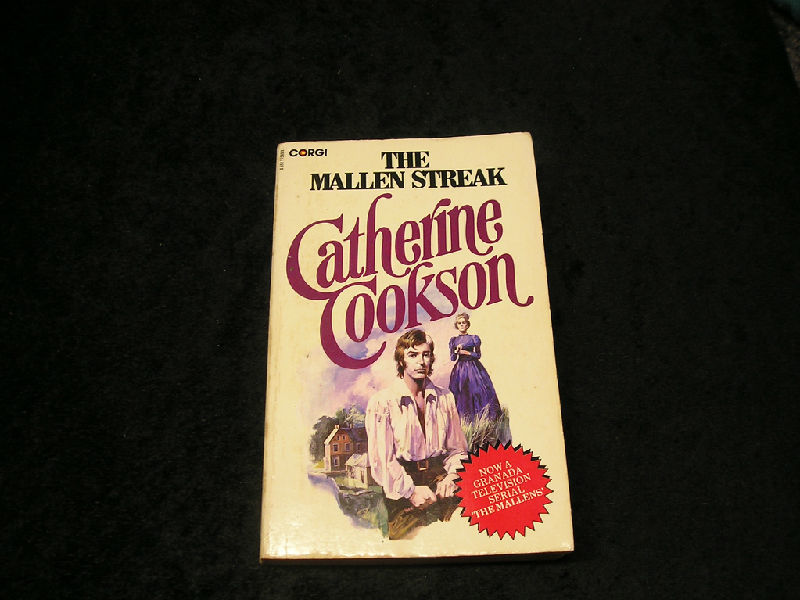 CORGI
THE
MALLEN STREAK
Catherine
Cookson
NOW A
GRANADA
TELEVISION
SERIAL
'THE MALLENS'